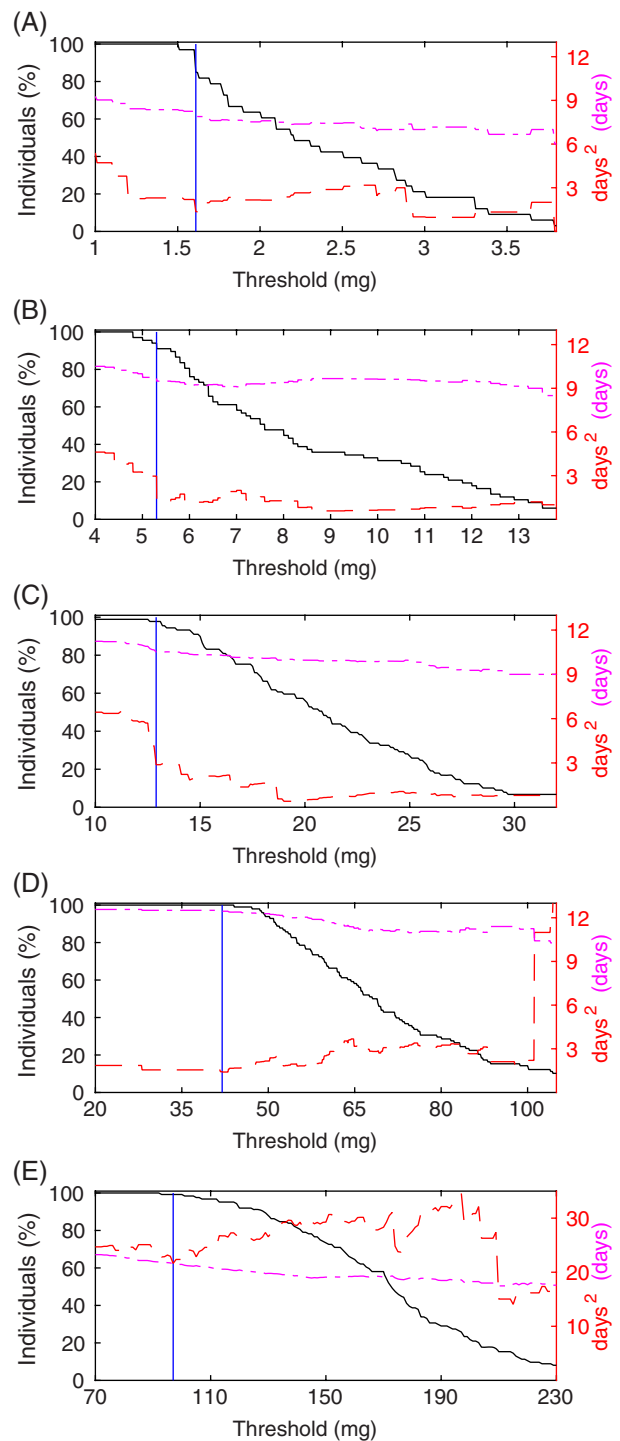 (A)
100
80
60
40
20
0
Individuals (%)
12
9
6
3
days² (days)
1 1.5 2 2.5 3 3.5
Threshold (mg)
(B)
100
80
60
40
20
0
Individuals (%)
12
9
6
3
days² (days)
4 5 6 7 8 9 10 11 12 13
Threshold (mg)
(C)
100
80
60
40
20
0
Individuals (%)
12
9
6
3
days² (days)
10 15 20 25 30
Threshold (mg)
(D)
100
80
60
40
20
0
Individuals (%)
12
9
6
3
days² (days)
20 35 50 65 80 100
Threshold (mg)
(E)
100
80
60
40
20
0
Individuals (%)
30
20
10
days² (days)
70 110 150 190 230
Threshold (mg)